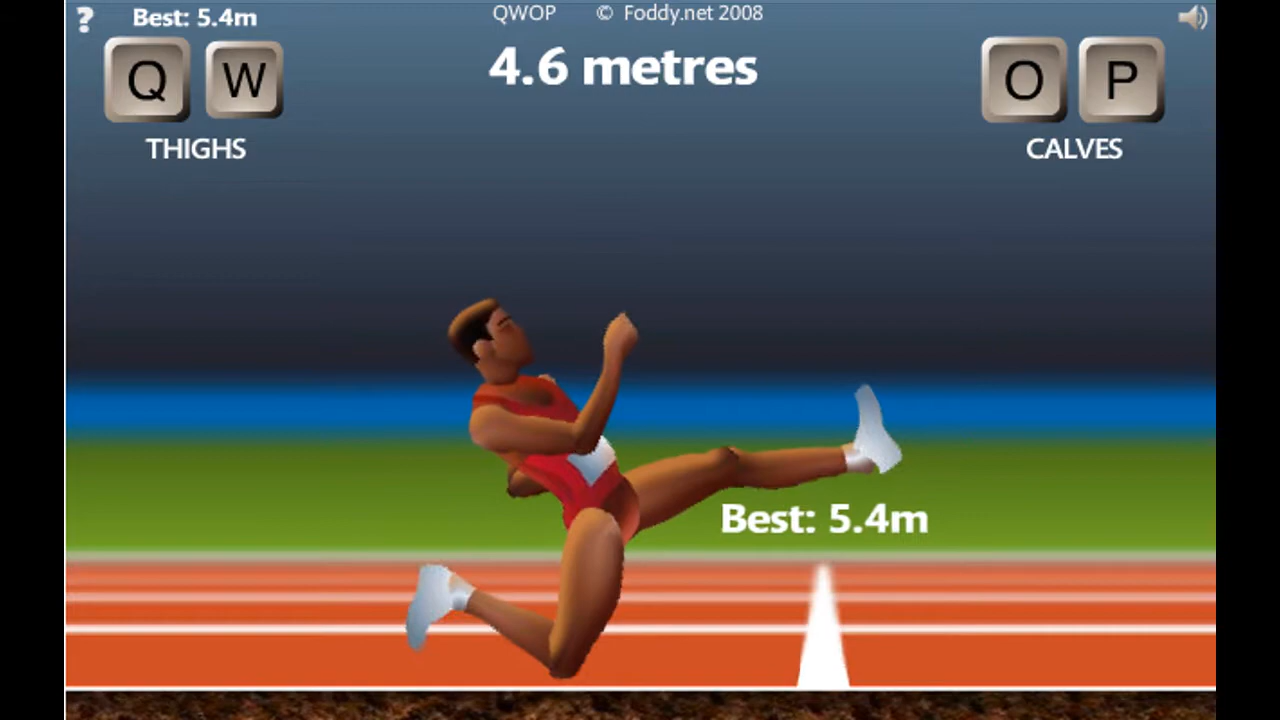 ? Best: 5.4m QWOP © Foddy.net 2008
4.6 metres
Q W O P
THIGHS CALVES
Best: 5.4m